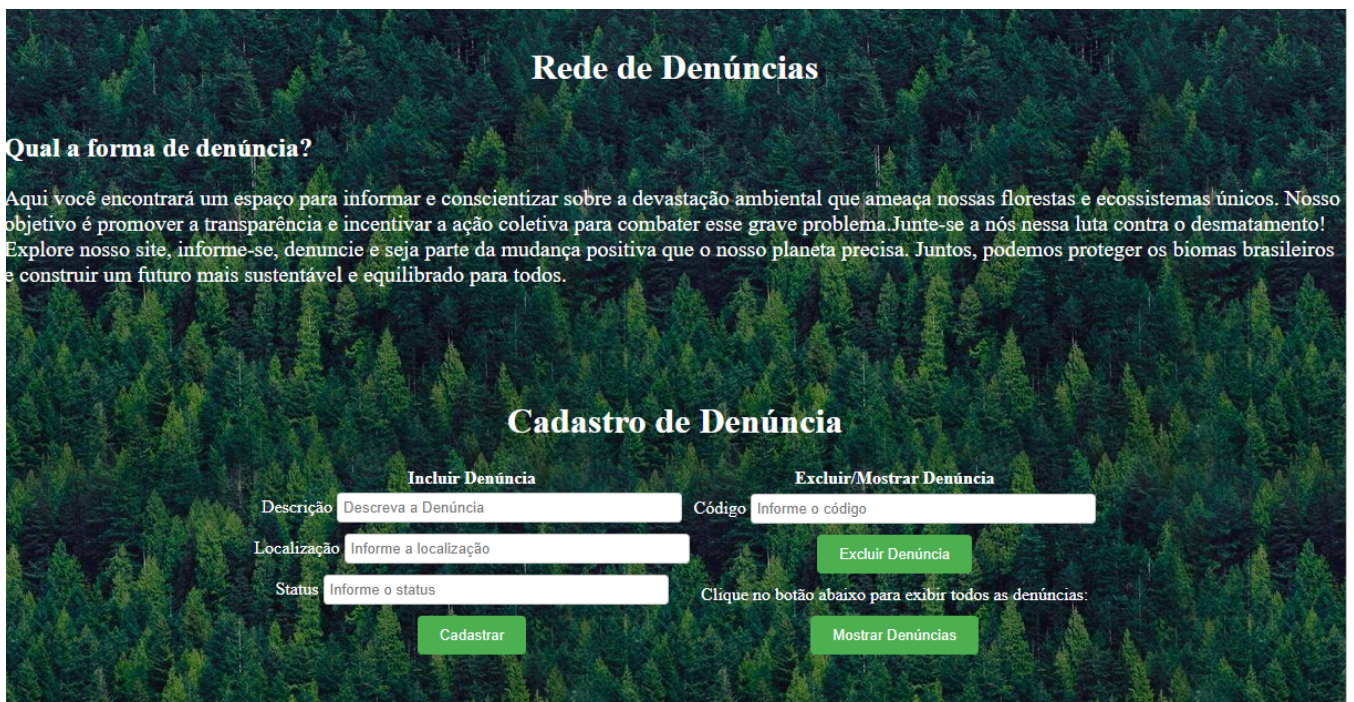 Rede de Denúncias
Qual a forma de denúncia?
Aqui você encontrará um espaço para informar e conscientizar sobre a devastação ambiental que ameaça nossas florestas e ecossistemas únicos. Nosso
objetivo é promover a transparência e incentivar a ação coletiva para combater esse grave problema.Junte-se a nós nessa luta contra o desmatamento!
Explore nosso site, informe-se, denuncie e seja parte da mudança positiva que o nosso planeta precisa. Juntos, podemos proteger os biomas brasileiros
e construir um futuro mais sustentável e equilibrado para todos.
Cadastro de Denúncia
Incluir Denúncia
Descrição Descreva a Denúncia
Localização Informe a localização
Status Informe o status
Cadastrar
Excluir/Mostrar Denúncia
Código Informe o código
Excluir Denúncia
Clique no botão abaixo para exibir todos as denúncias:
Mostrar Denúncias